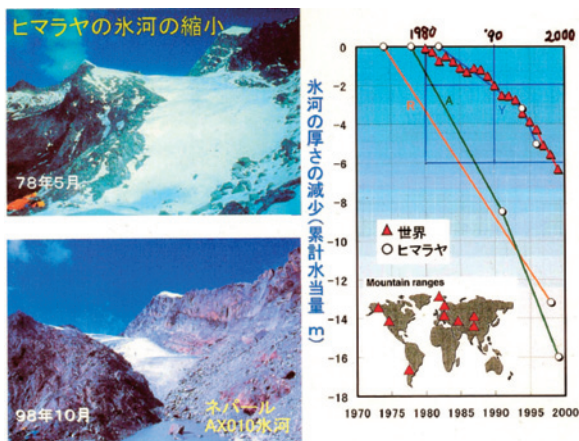 ヒマラヤの氷河の縮小
78年5月
98年10月
ネパール
AX010氷河
1980 '90 2000
氷河の厚さの減少(累計水当量 m)
0
-2
-4
-6
-8
-10
-12
-14
-16
-18
R
A
Y
世界
ヒマラヤ
Mountain ranges
1970 1975 1980 1985 1990 1995 2000